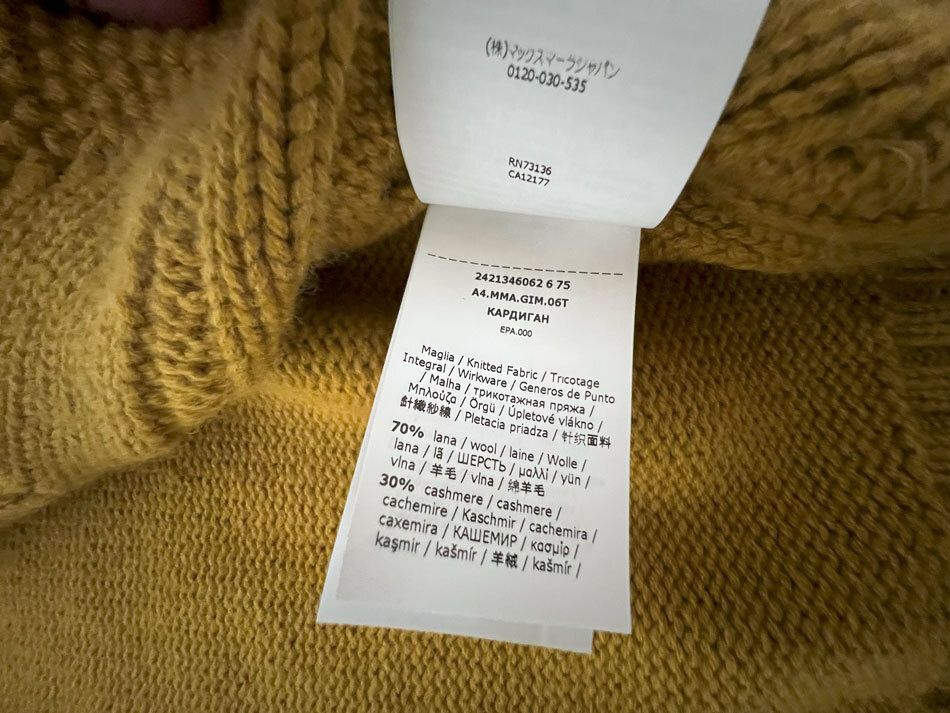 (株)マックスマーラジャパン
0120-030-535
RN73136
CA12177
2421346062 6 75
A4.MMA.GIM.06T
КАРДИГАН
EPA.000
Maglia / Knitted Fabric / Tricotage
Integral / Wirkware / Generos de Punto
/ Malha / трикотажная пряжа /
Μπλούζα / Örgü / Úpletové vlákno /
針織紗線 / Pletacia priadza / 针织面料
70% lana / wool / laine / Wolle /
lana / lã / ШЕРСТЬ / μαλλί / yün /
vlna / 羊毛 / vlna / 绵羊毛
30% cashmere / cashmere /
cachemire / Kaschmir / cachemira /
caxemira / КАШЕМИР / κασμίρ /
kaşmir / kašmír / 羊絨 / kašmír /